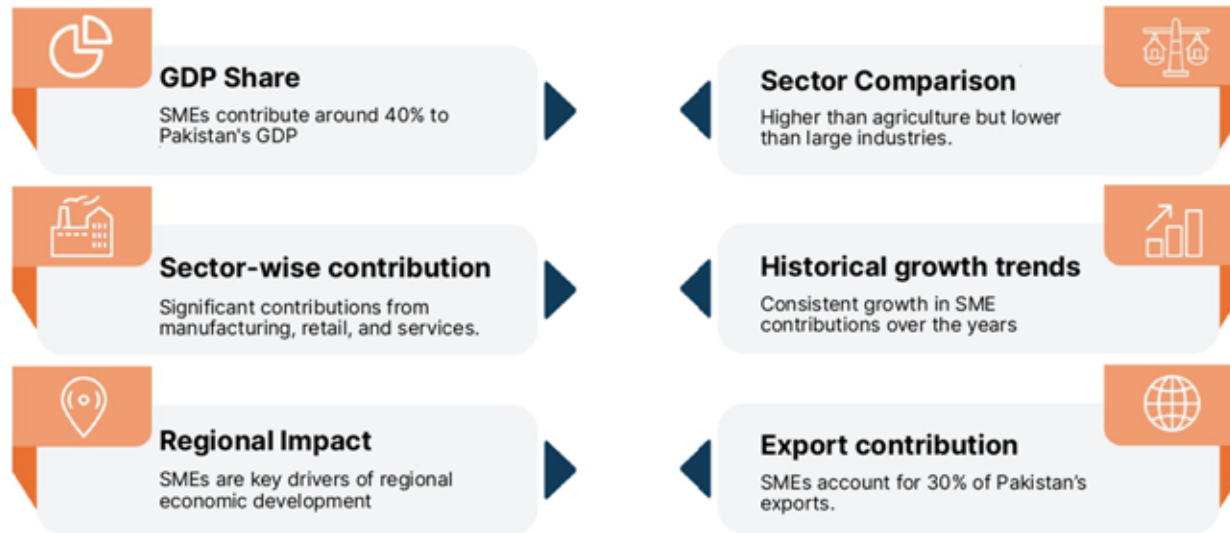 GDP Share
SMEs contribute around 40% to
Pakistan's GDP
Sector Comparison
Higher than agriculture but lower
than large industries.
Sector-wise contribution
Significant contributions from
manufacturing, retail, and services.
Historical growth trends
Consistent growth in SME
contributions over the years
Regional Impact
SMEs are key drivers of regional
economic development
Export contribution
SMEs account for 30% of Pakistan’s
exports.